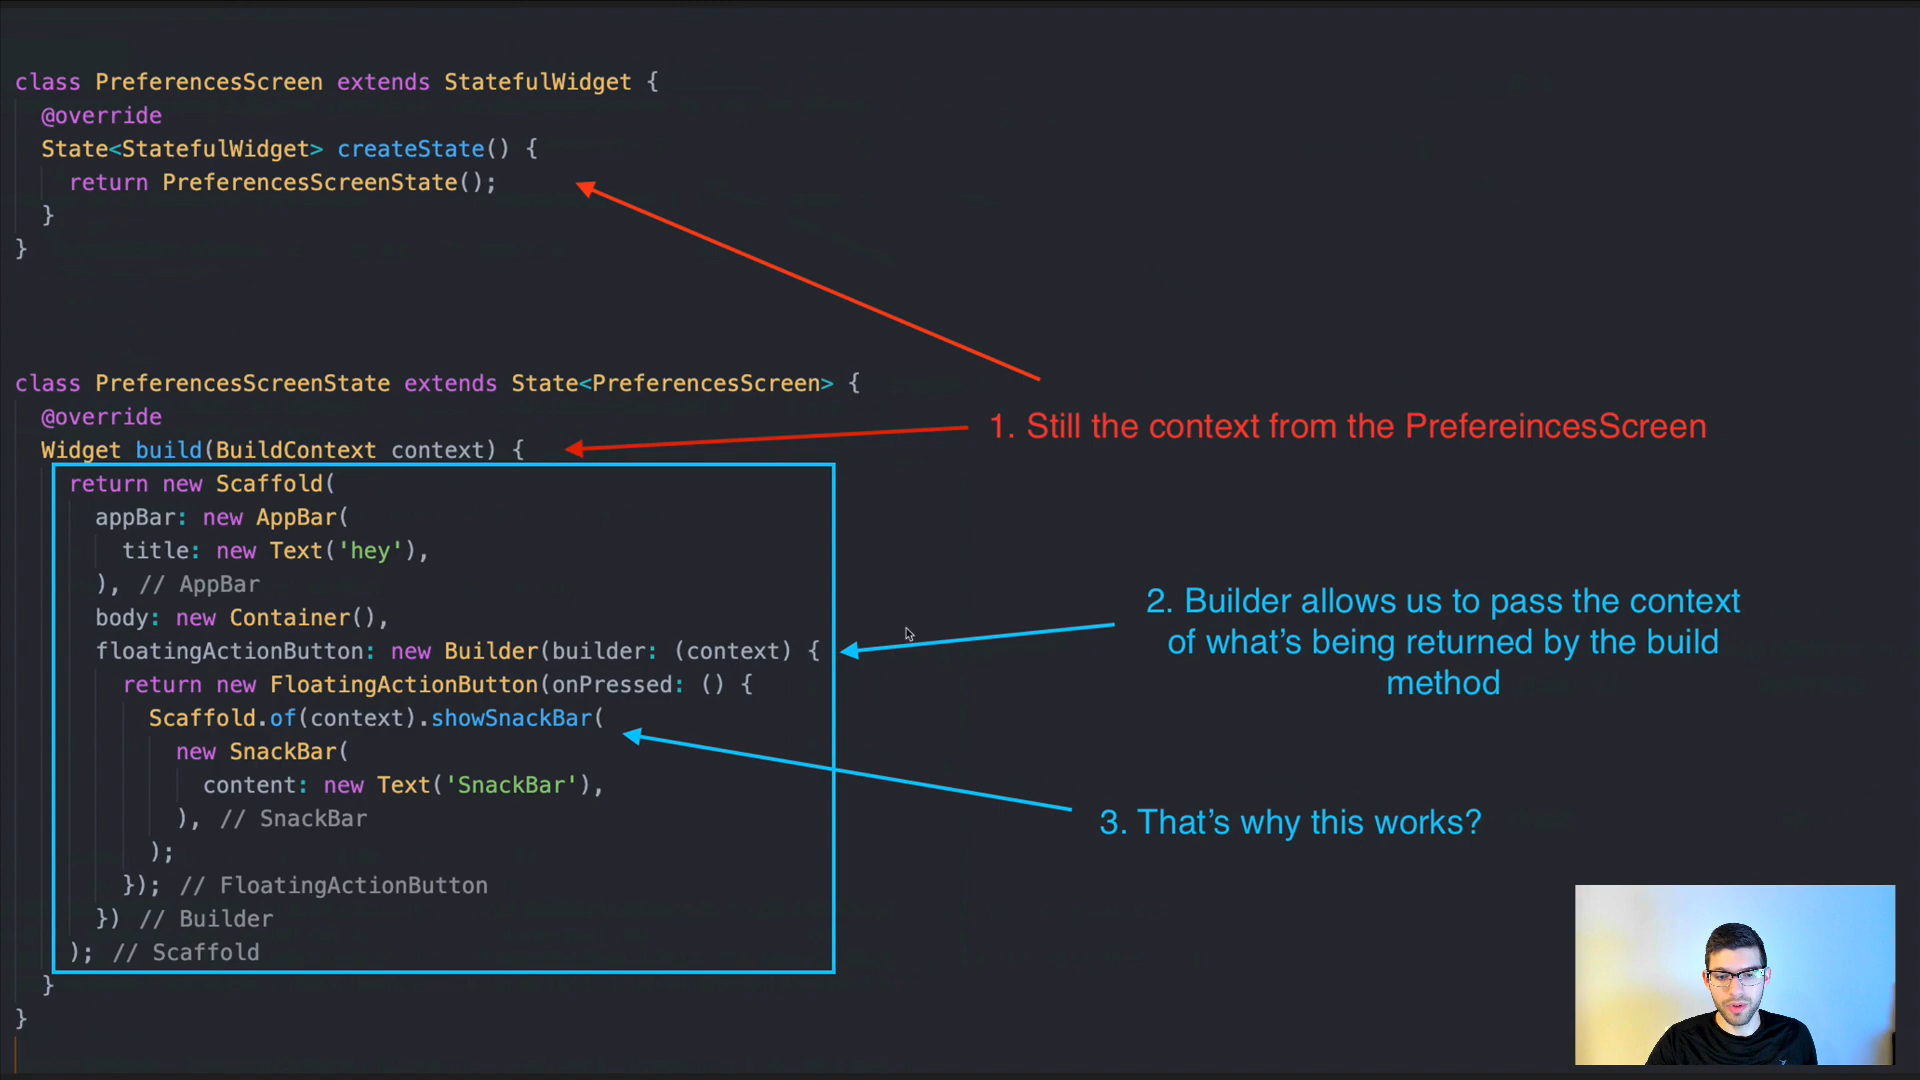 class PreferencesScreen extends StatefulWidget {
  @override
  State<StatefulWidget> createState() {
    return PreferencesScreenState();
  }
}
class PreferencesScreenState extends State<PreferencesScreen> {
  @override
1. Still the context from the PrefereincesScreen
  Widget build(BuildContext context) {
    return new Scaffold(
      appBar: new AppBar(
        title: new Text('hey'),
      ), // AppBar
      body: new Container(),
      floatingActionButton: new Builder(builder: (context) {
        return new FloatingActionButton(onPressed: () {
          Scaffold.of(context).showSnackBar(
            new SnackBar(
              content: new Text('SnackBar'),
            ), // SnackBar
          );
        }); // FloatingActionButton
      }) // Builder
    ); // Scaffold
  }
}
2. Builder allows us to pass the context
of what's being returned by the build
method
3. That's why this works?